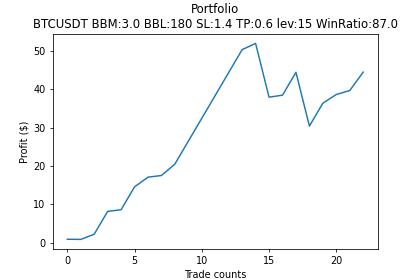 Portfolio
BTCUSDT BBM:3.0 BBL:180 SL:1.4 TP:0.6 lev:15 WinRatio:87.0
50
40
30
20
10
0
Profit ($)
0 5 10 15 20
Trade counts